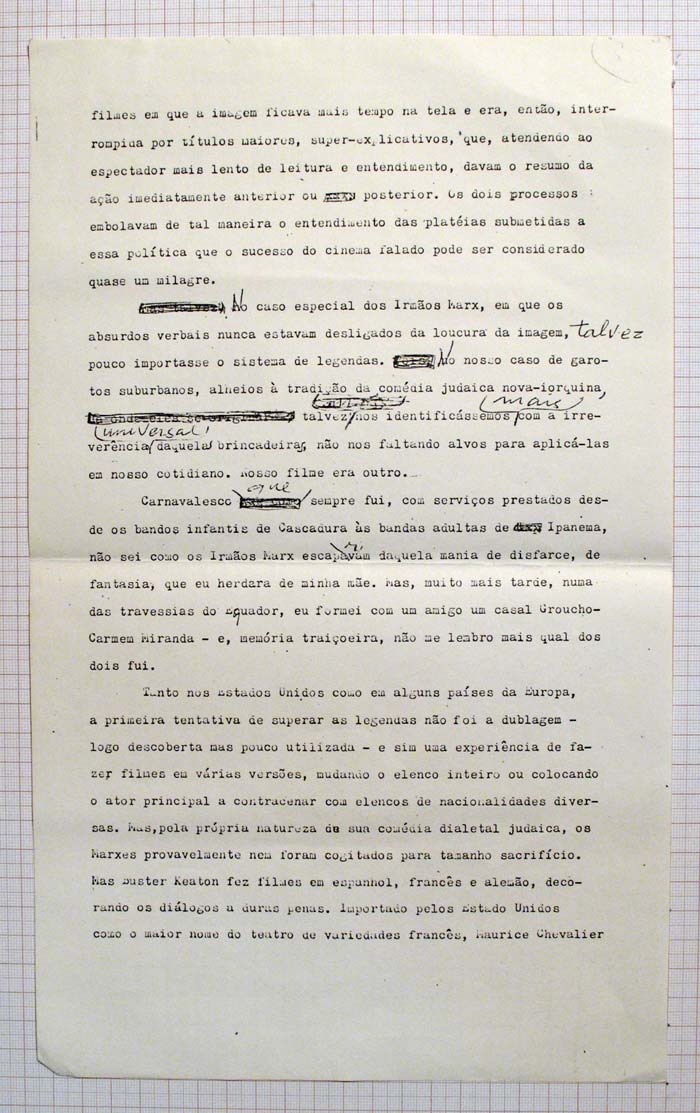 filmes em que a imagem ficava mais tempo na tela e era, então, inter-
rompida por títulos maiores, super-explicativos, que, atendendo ao
espectador mais lento de leitura e entendimento, davam o resumo da
ação imediatamente anterior ou posterior. Os dois processos
embolavam de tal maneira o entendimento das platéias submetidas a
essa política que o sucesso do cinema falado pode ser considerado
quase um milagre.
No caso especial dos Irmãos Marx, em que os
absurdos verbais nunca estavam desligados da loucura da imagem, talvez
pouco importasse o sistema de legendas. No nosso caso de garo-
tos suburbanos, alheios à tradição da comédia judaica nova-iorquina,
mais
talvez nos identificássemos com a irre-
universal
verência daquela brincadeira, não nos faltando alvos para aplicá-las
em nosso cotidiano. Nosso filme era outro.
que
Carnavalesco sempre fui, com serviços prestados des-
de os bandos infantis de Cascadura às bandas adultas de Ipanema,
não sei como os Irmãos Marx escapavam daquela mania de disfarce, de
fantasia, que eu herdara de minha mãe. Mas, muito mais tarde, numa
das travessias do Equador, eu formei com um amigo um casal Groucho-
Carmem Miranda - e, memória traiçoeira, não me lembro mais qual dos
dois fui.
Tanto nos Estados Unidos como em alguns países da Europa,
a primeira tentativa de superar as legendas não foi a dublagem -
logo descoberta mas pouco utilizada - e sim uma experiência de fa-
zer filmes em várias versões, mudando o elenco inteiro ou colocando
o ator principal a contracenar com elencos de nacionalidades diver-
sas. Mas, pela própria natureza de sua comédia dialetal judaica, os
Marxes provavelmente nem foram cogitados para tamanho sacrifício.
Mas Buster Keaton fez filmes em espanhol, francês e alemão, deco-
rando os diálogos a duras penas. Importado pelos Estado Unidos
como o maior nome do teatro de variedades francês, Maurice Chevalier